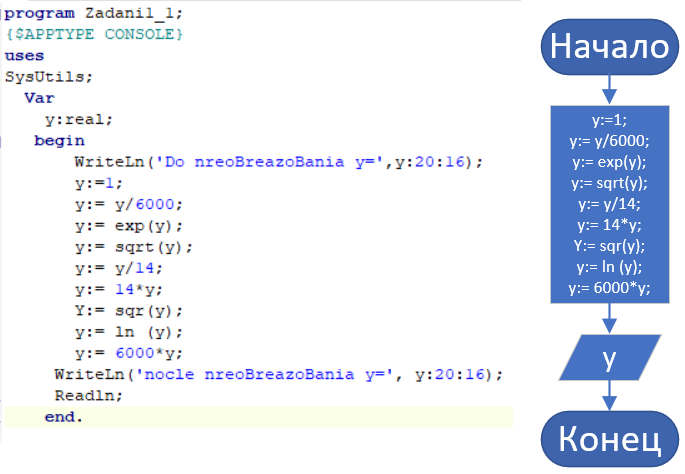 program Zadani1_1;
{$APPTYPE CONSOLE}
uses
SysUtils;
Var
y:real;
begin
WriteLn('Do nreoBreazoBania y=',y:20:16);
y:=1;
y:= y/6000;
y:= exp(y);
y:= sqrt(y);
y:= y/14;
y:= 14*y;
Y:= sqr(y);
y:= ln (y);
y:= 6000*y;
WriteLn('nocle nreoBreazoBania y=', y:20:16);
Readln;
end.
Начало
y:=1;
y:= y/6000;
y:= exp(y);
y:= sqrt(y);
y:= y/14;
y:= 14*y;
Y:= sqr(y);
y:= ln (y);
y:= 6000*y;
y
Конец